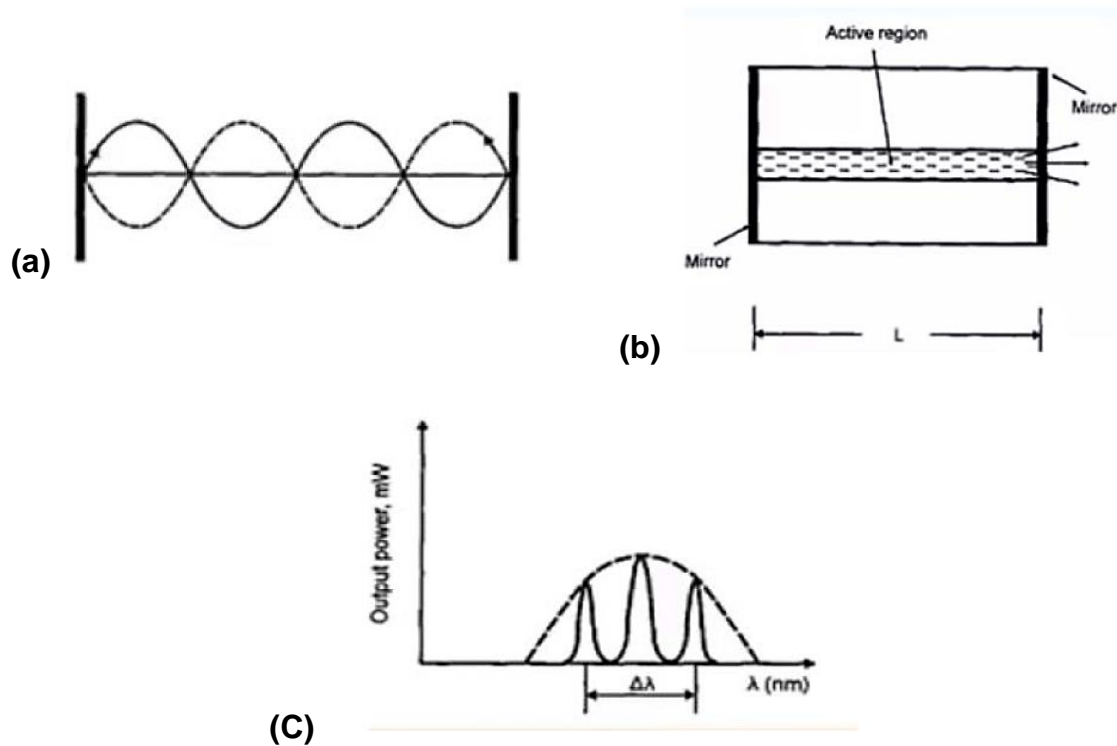 Active region
Mirror
(a)
Mirror
(b)
L
Output power, mW
Δλ
λ (nm)
(C)